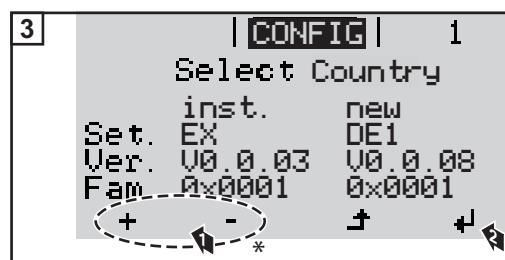 3
| CONFIG | 1
Select Country
inst. new
Set. EX DE1
Ver. V0.0.03 V0.0.08
Fam 0x0001 0x0001
+ - ↵
1 * 2